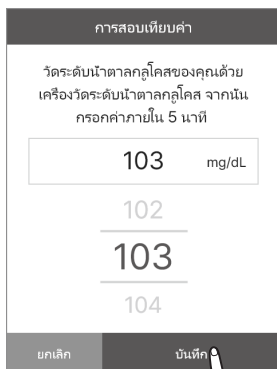 การสอบเทียบค่า
วัดระดับน้ำตาลกลูโคสของคุณด้วย
เครื่องวัดระดับน้ำตาลกลูโคส จากนั้น
กรอกค่าภายใน 5 นาที
103 mg/dL
102
103
104
ยกเลิก บันทึก